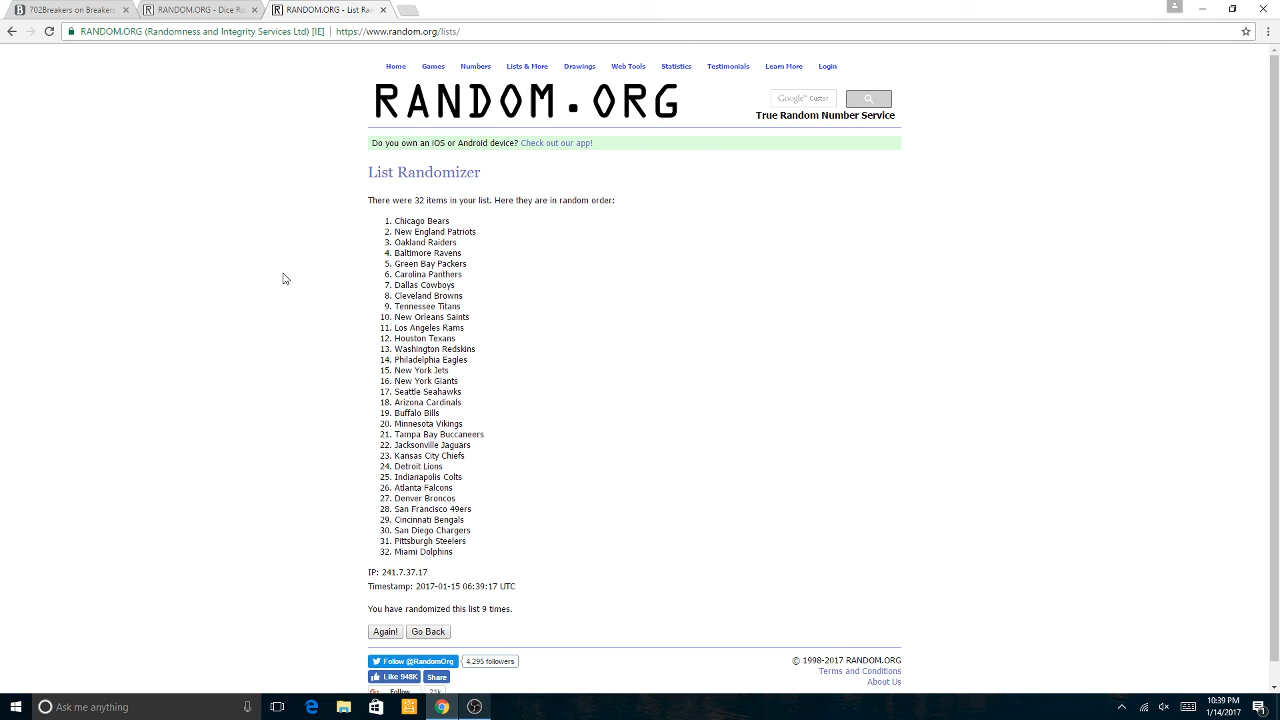 702Breakers on Breakers
RANDOM.ORG - Dice Ro
RANDOM.ORG - List Ran
RANDOM.ORG (Randomness and Integrity Services Ltd) [IE]
https://www.random.org/lists/
Home Games Numbers Lists & More Drawings Web Tools Statistics Testimonials Learn More Login
RANDOM.ORG
Google™ Custor
True Random Number Service
Do you own an iOS or Android device? Check out our app!
List Randomizer
There were 32 items in your list. Here they are in random order:
1. Chicago Bears
2. New England Patriots
3. Oakland Raiders
4. Baltimore Ravens
5. Green Bay Packers
6. Carolina Panthers
7. Dallas Cowboys
8. Cleveland Browns
9. Tennessee Titans
10. New Orleans Saints
11. Los Angeles Rams
12. Houston Texans
13. Washington Redskins
14. Philadelphia Eagles
15. New York Jets
16. New York Giants
17. Seattle Seahawks
18. Arizona Cardinals
19. Buffalo Bills
20. Minnesota Vikings
21. Tampa Bay Buccaneers
22. Jacksonville Jaguars
23. Kansas City Chiefs
24. Detroit Lions
25. Indianapolis Colts
26. Atlanta Falcons
27. Denver Broncos
28. San Francisco 49ers
29. Cincinnati Bengals
30. San Diego Chargers
31. Pittsburgh Steelers
32. Miami Dolphins
IP: 241.7.37.17
Timestamp: 2017-01-15 06:39:17 UTC
You have randomized this list 9 times.
Again! Go Back
Follow @RandomOrg 4,295 followers
Like 948K Share
Follow 21k
© 1998-2017 RANDOM.ORG
Terms and Conditions
About Us
Ask me anything
10:39 PM
1/14/2017